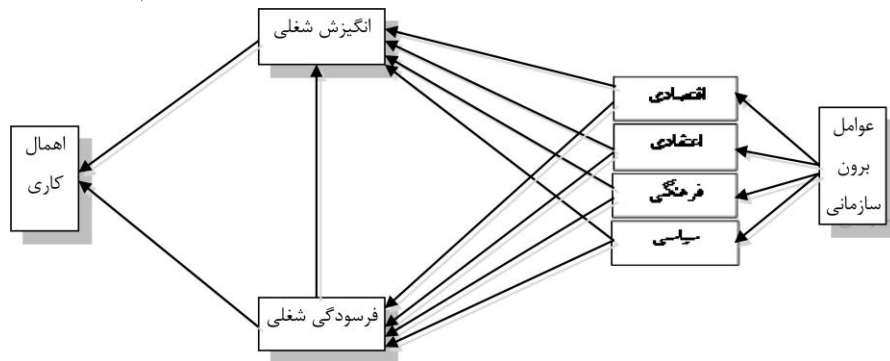 انگیزش شغلی
اقتصادی
اعتقادی
فرهنگی
سیاسی
عوامل
برون
سازمانی
اهمال
کاری
فرسودگی شغلی